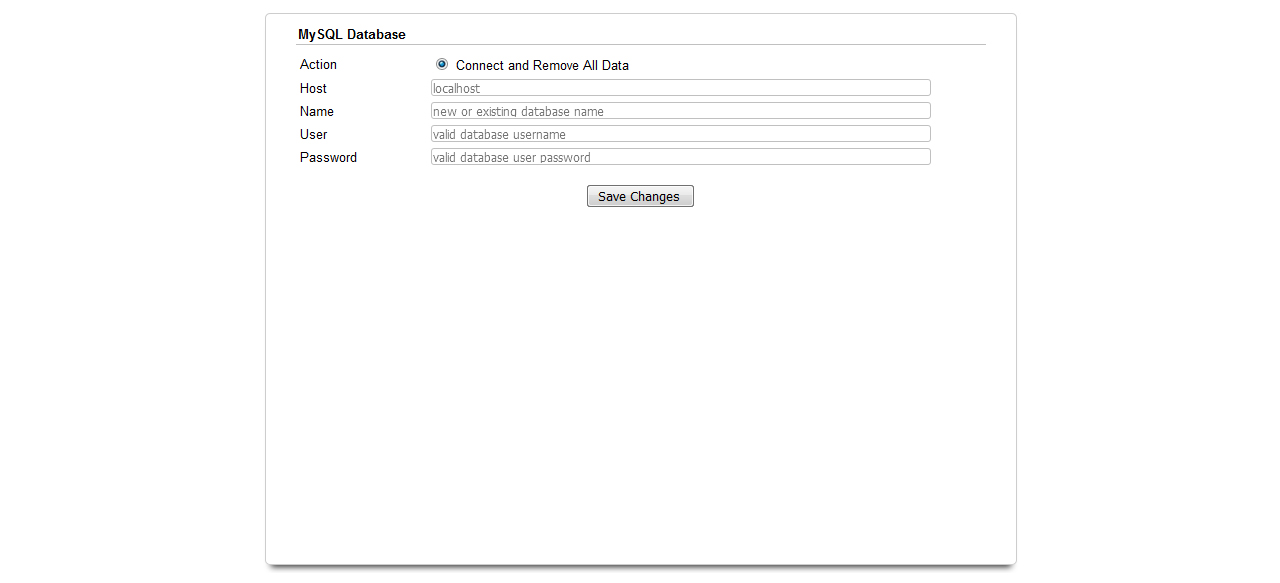 MySQL Database
Action Connect and Remove All Data
Host localhost
Name new or existing database name
User valid database username
Password valid database user password
Save Changes